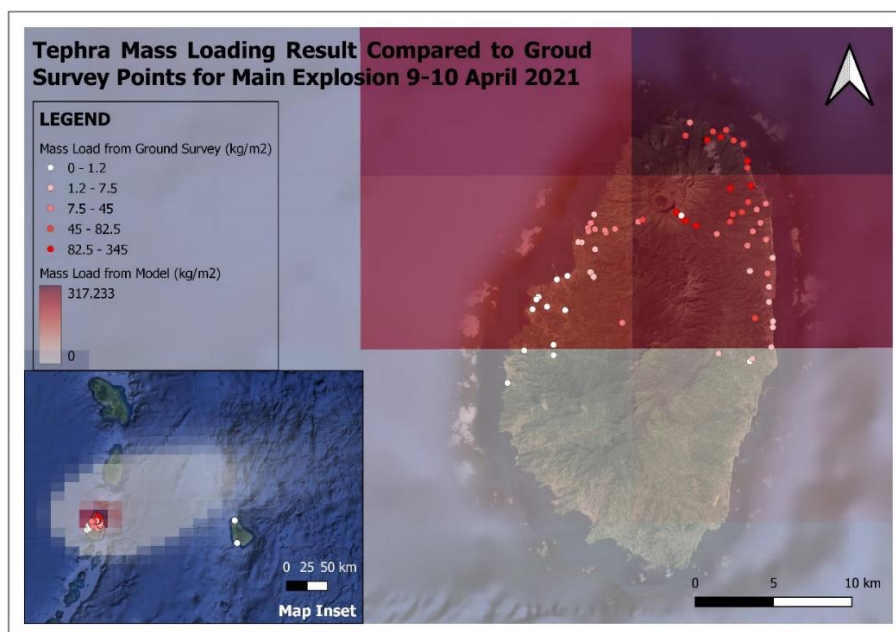 Tephra Mass Loading Result Compared to Groud
Survey Points for Main Explosion 9-10 April 2021
LEGEND
Mass Load from Ground Survey (kg/m2)
0 - 1.2
1.2 - 7.5
7.5 - 45
45 - 82.5
82.5 - 345
Mass Load from Model (kg/m2)
317.233
0
0 25 50 km
Map Inset
0 5 10 km